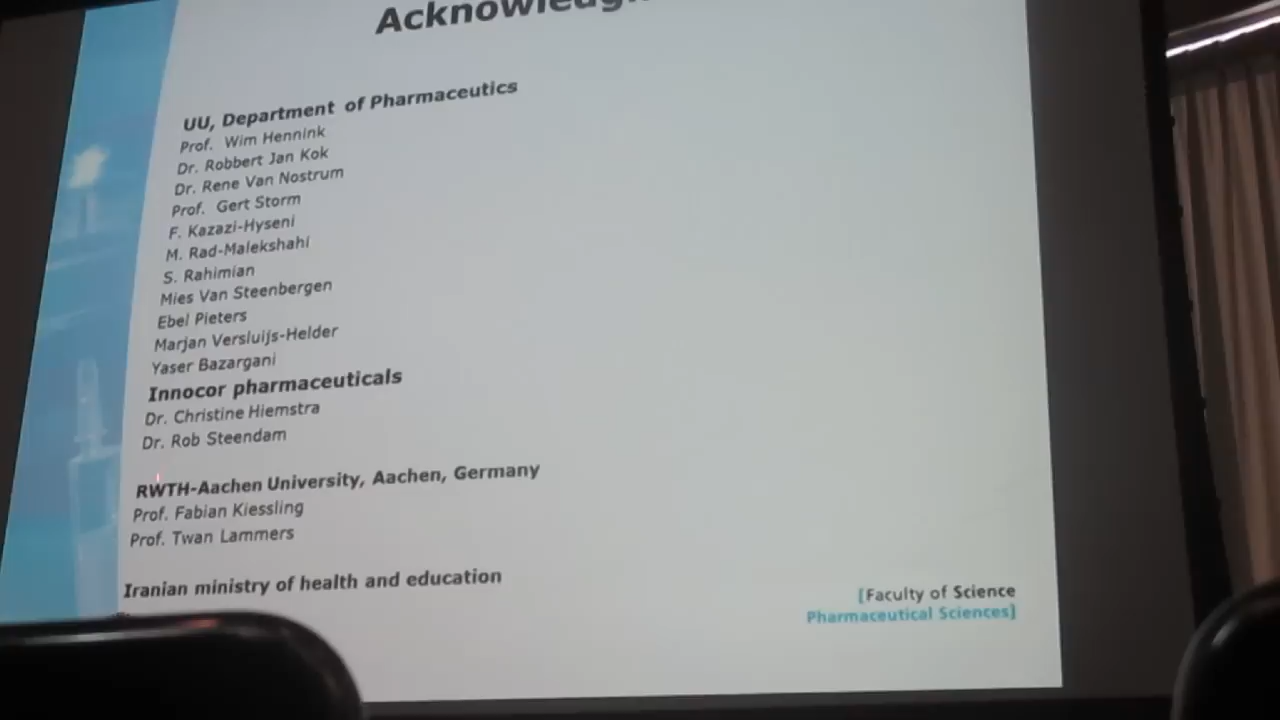 UU, Department of Pharmaceutics
Prof. Wim Hennink
Dr. Robbert Jan Kok
Dr. Rene Van Nostrum
Prof. Gert Storm
F. Kazazi-Hyseni
M. Rad-Malekshahi
S. Rahimian
Mies Van Steenbergen
Ebel Pieters
Marjan Versluijs-Helder
Yaser Bazargani
Innocor pharmaceuticals
Dr. Christine Hiemstra
Dr. Rob Steendam
RWTH-Aachen University, Aachen, Germany
Prof. Fabian Kiessling
Prof. Twan Lammers
Iranian ministry of health and education
[Faculty of Science
Pharmaceutical Sciences]